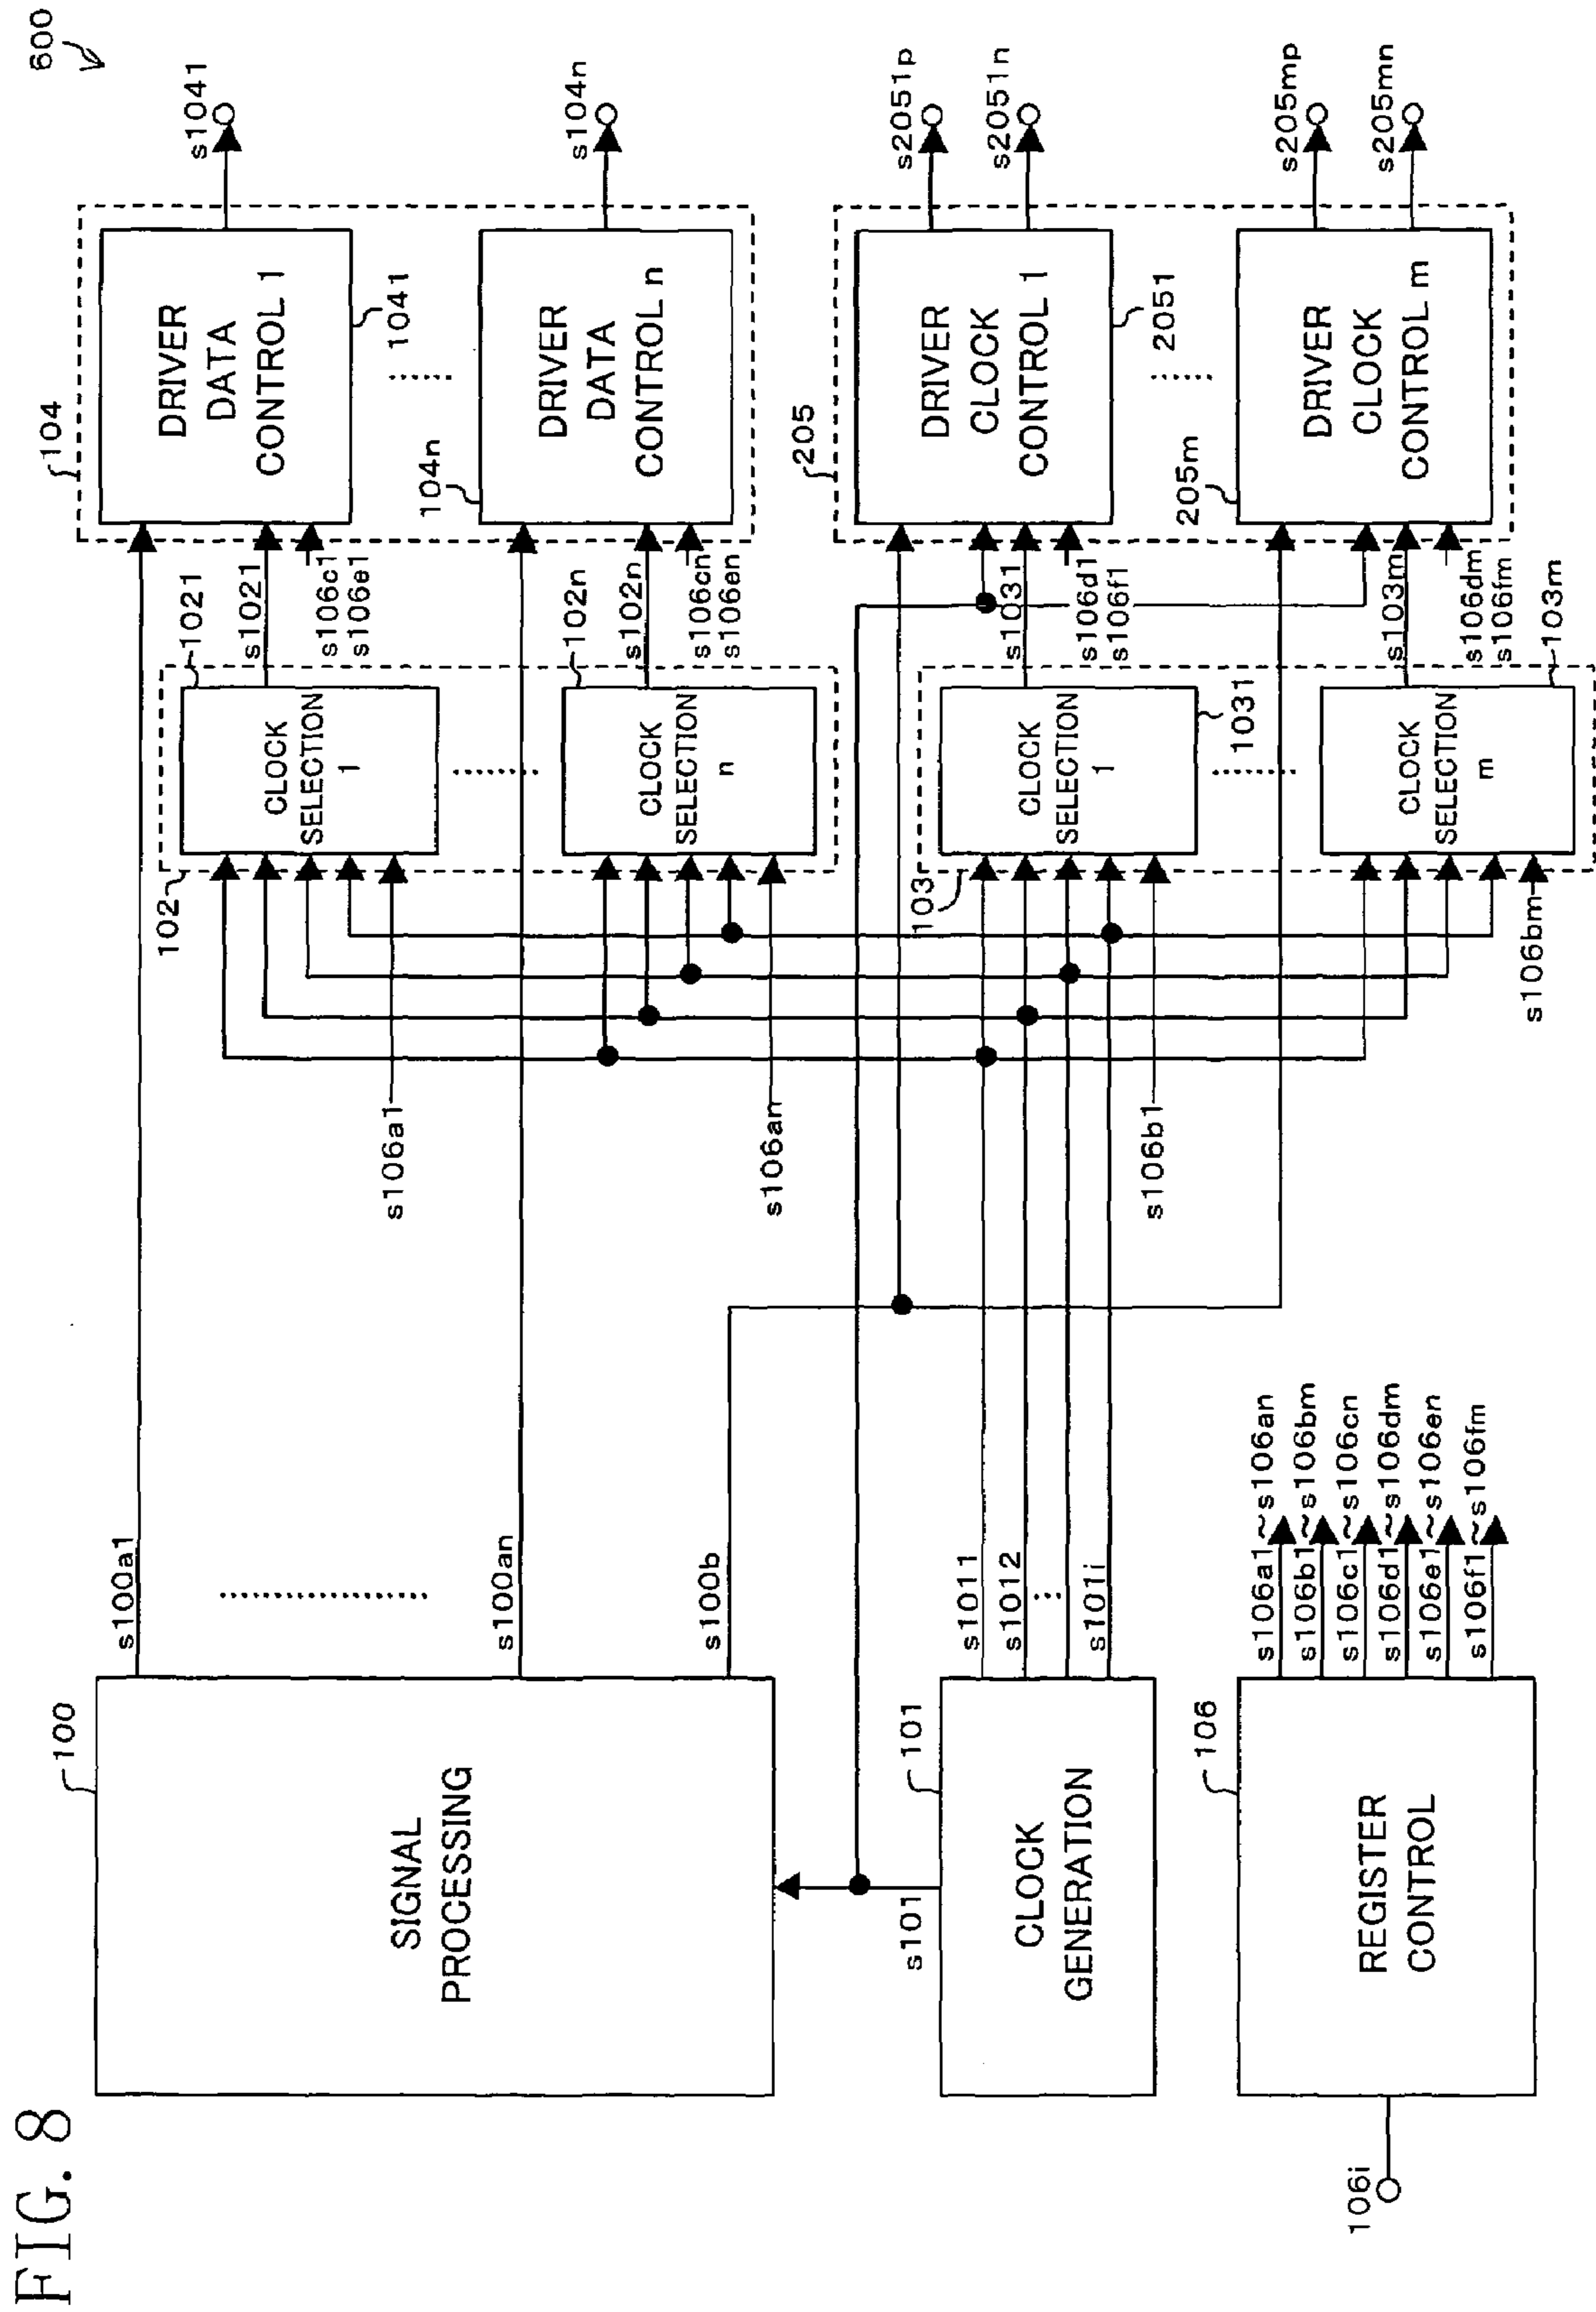 FIG. 8
600
100
SIGNAL
PROCESSING
s100a1
s100an
s100b
s101
101
CLOCK
GENERATION
s1011
s1012
s101i
106i
106
REGISTER
CONTROL
s106a1~s106an
s106b1~s106bm
s106c1~s106cn
s106d1~s106dm
s106e1~s106en
s106f1~s106fm
102
1021
CLOCK
SELECTION
1
s106a1
s1021
102n
CLOCK
SELECTION
n
s106an
s102n
103
1031
CLOCK
SELECTION
1
s106b1
s1031
103m
CLOCK
SELECTION
m
s106bm
s103m
104
DRIVER
DATA
CONTROL 1
1041
s106c1
s106e1
s1041
104n
DRIVER
DATA
CONTROL n
s106cn
s106en
s104n
205
DRIVER
CLOCK
CONTROL 1
2051
s106d1
s106f1
s2051p
s2051n
205m
DRIVER
CLOCK
CONTROL m
s106dm
s106fm
s205mp
s205mn